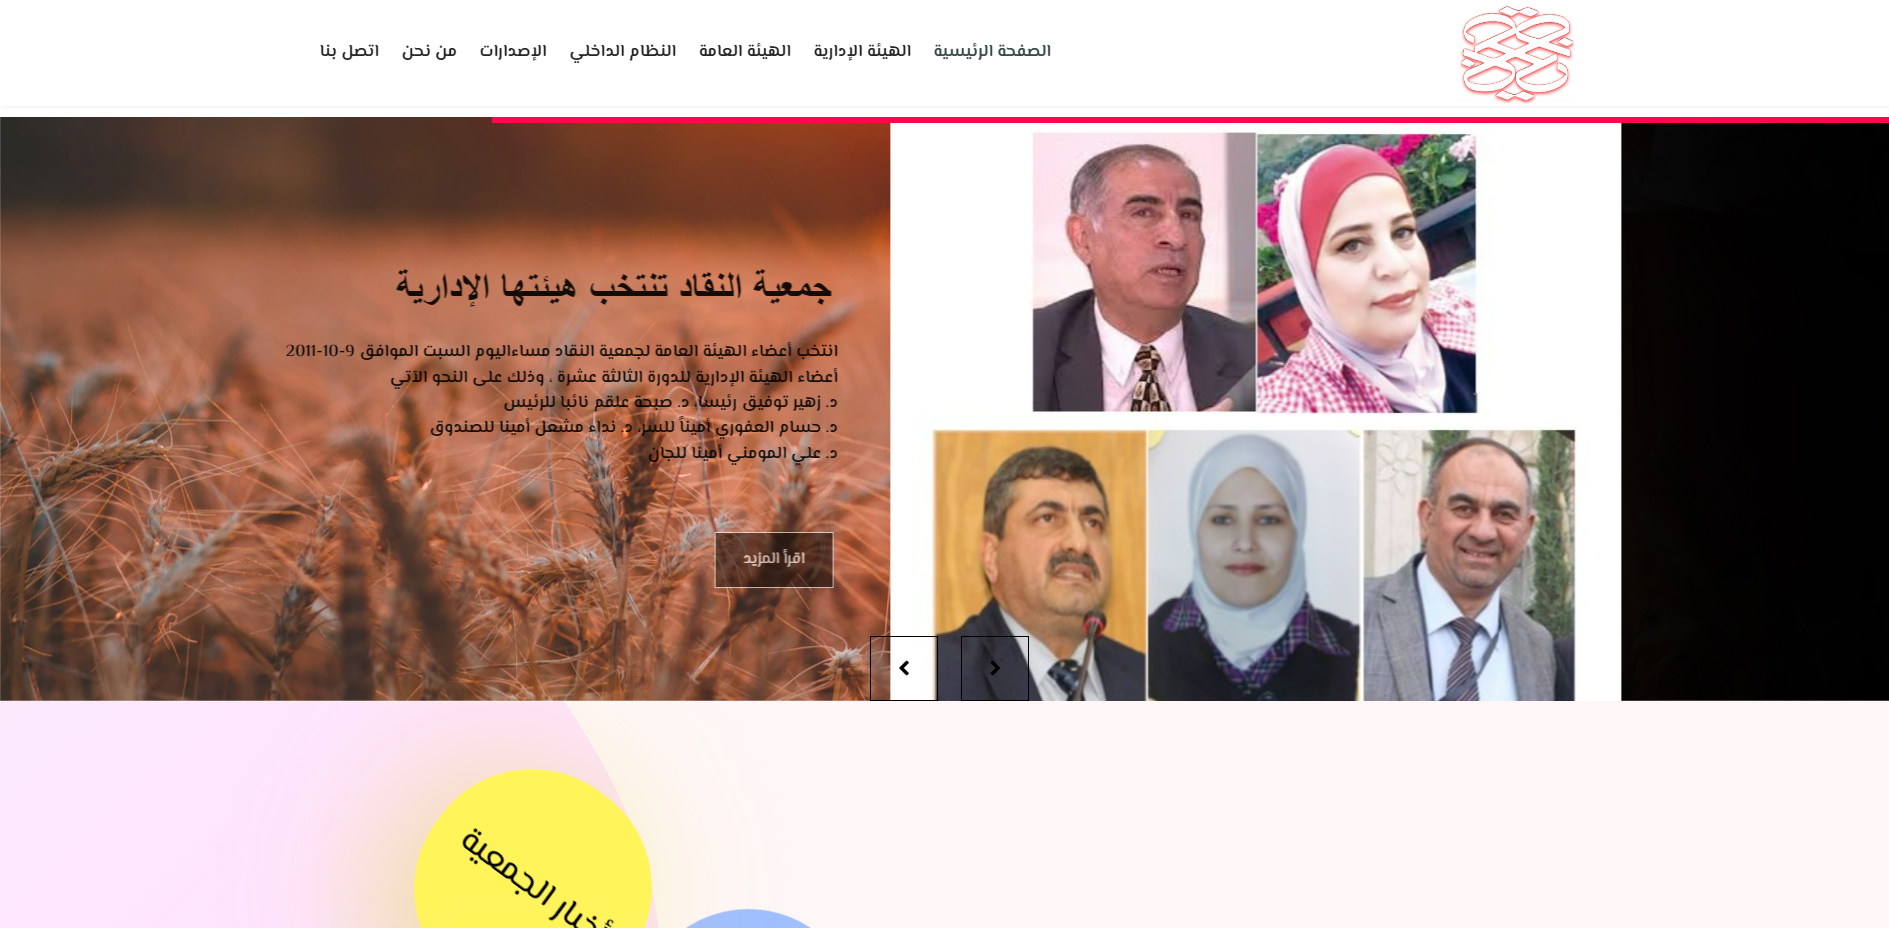 الصفحة الرئيسية
الهيئة الإدارية
الهيئة العامة
النظام الداخلي
الإصدارات
من نحن
اتصل بنا
جمعية النقاد تنتخب هيئتها الإدارية
انتخب أعضاء الهيئة العامة لجمعية النقاد مساءاليوم السبت الموافق 9-10-2011
أعضاء الهيئة الإدارية للدورة الثالثة عشرة ، وذلك على النحو الآتي
د. زهير توفيق رئيسا، د. صبحة علقم نائبا للرئيس
د. حسام العفوري أميناً للسر، د. نداء مشعل أمينا للصندوق
د. علي المومني أمينا للجان
اقرأ المزيد
أخبار الجمعية